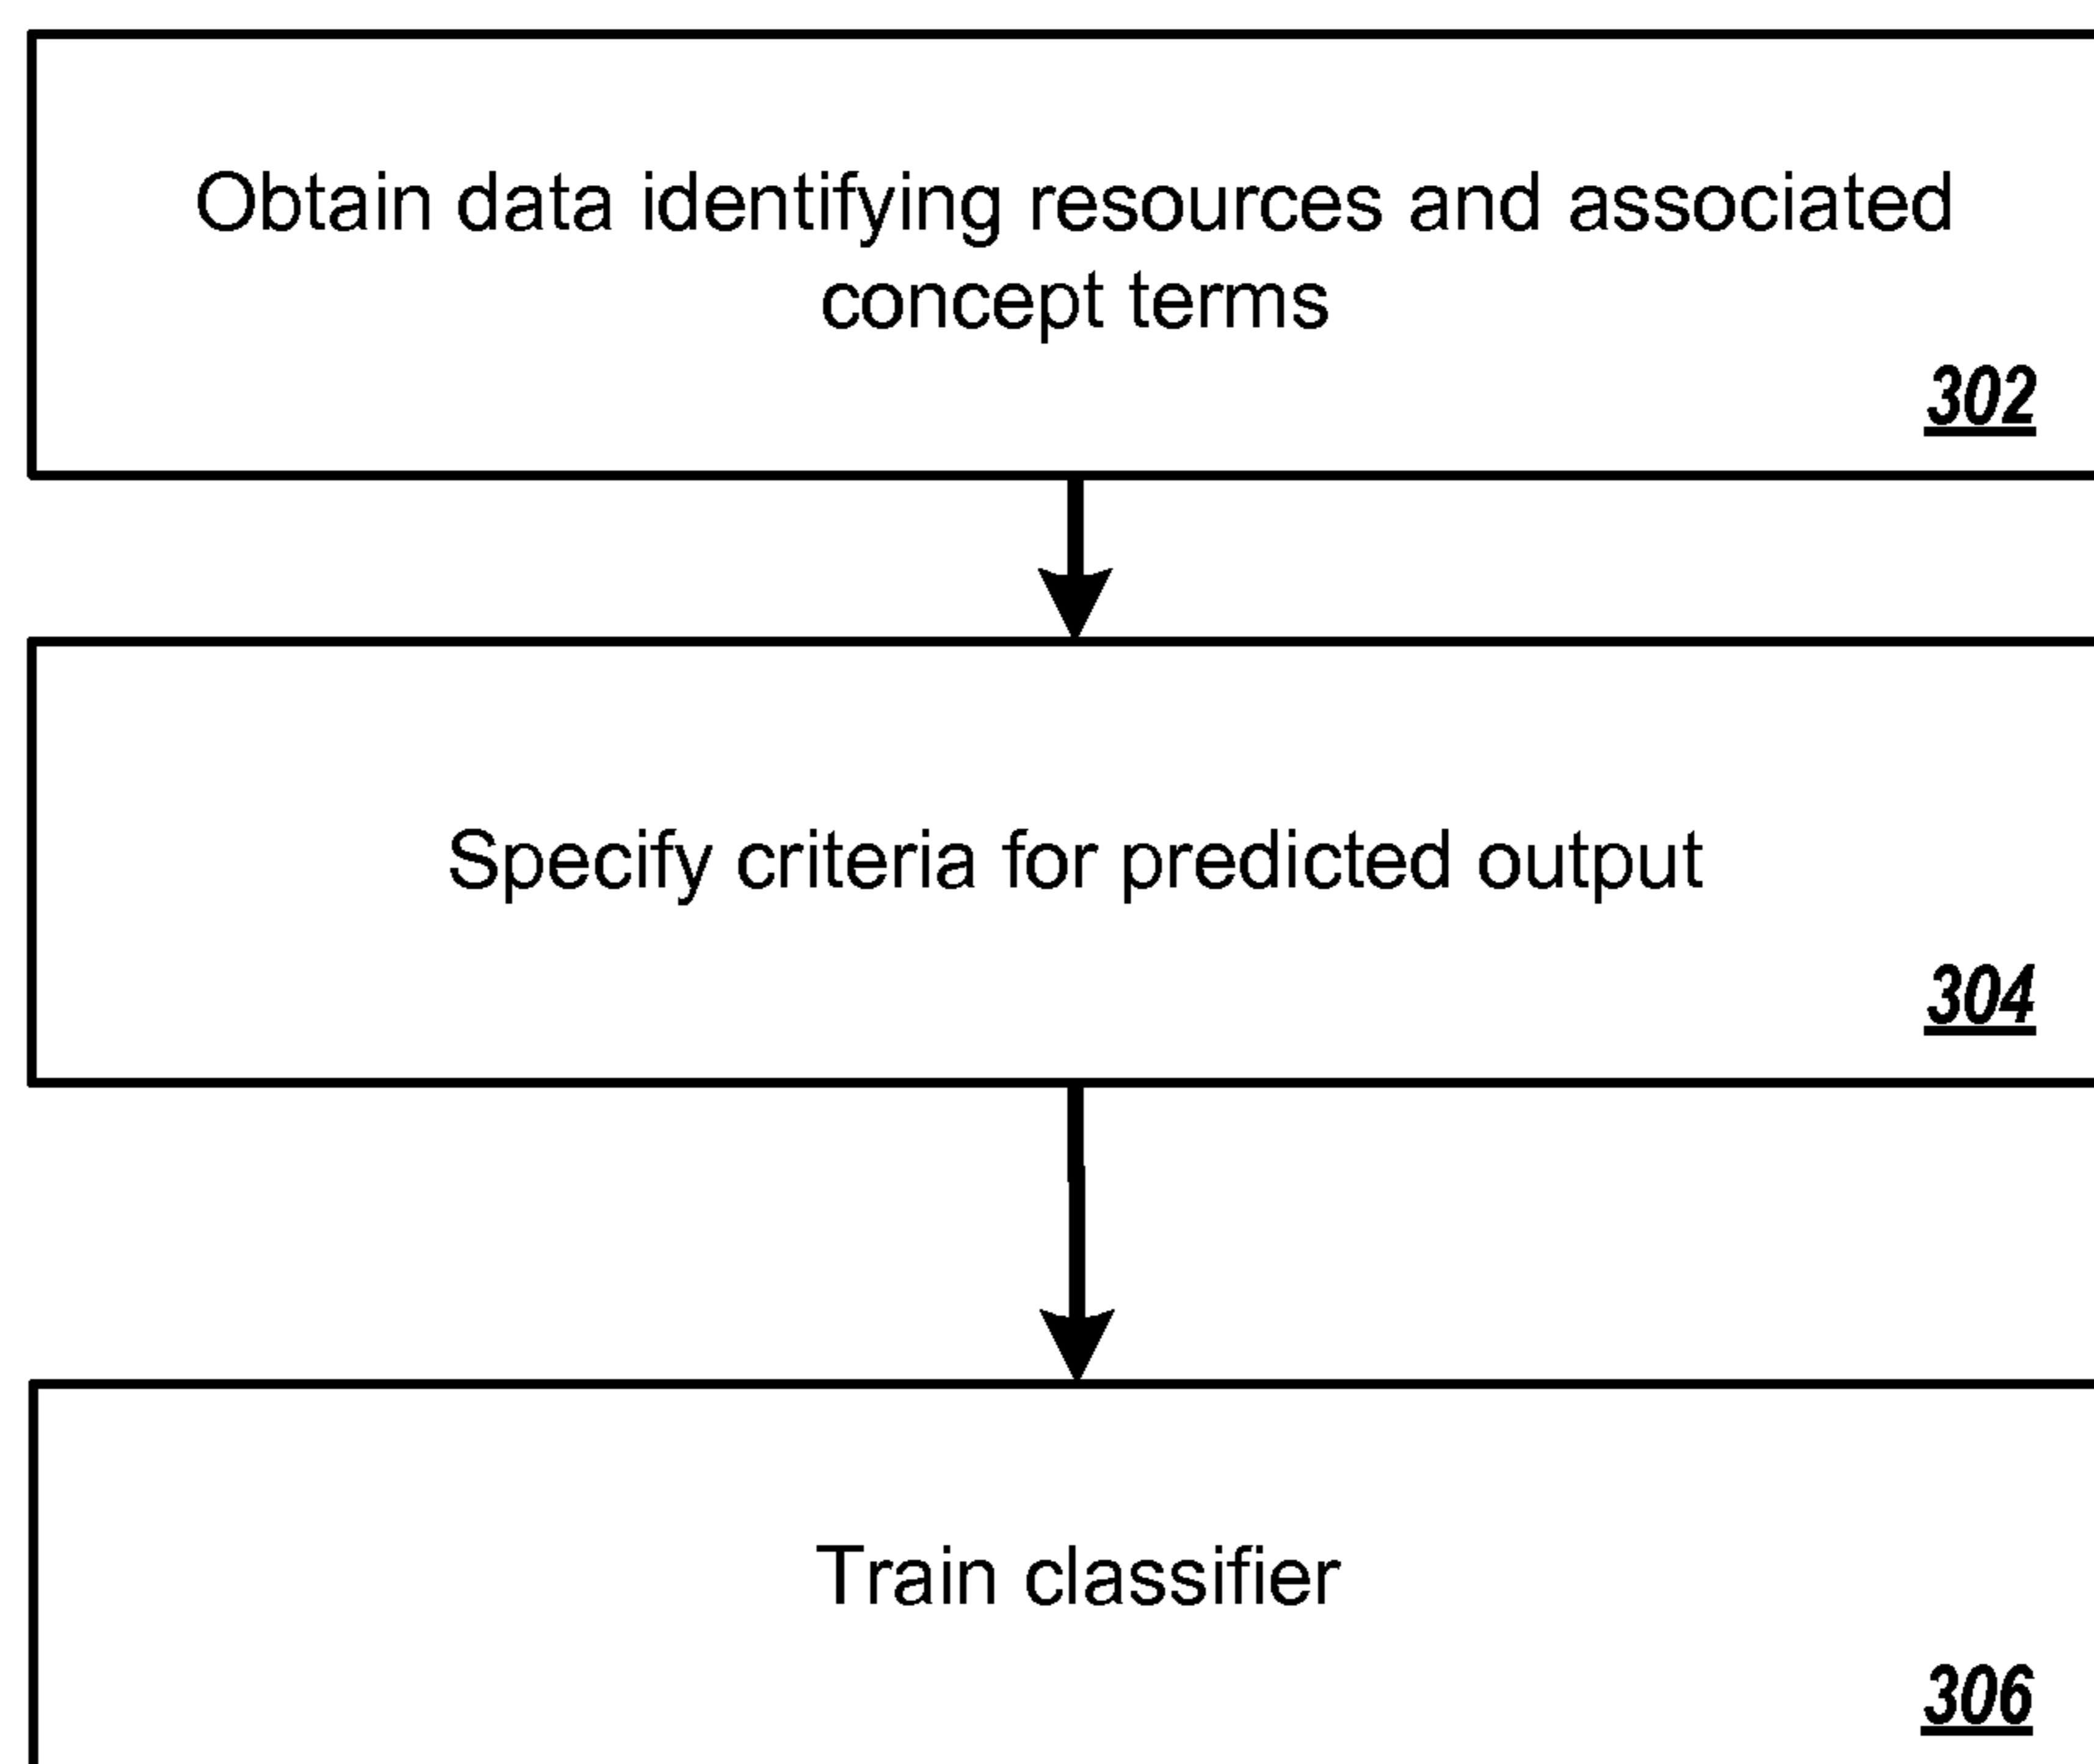 Obtain data identifying resources and associated
concept terms
302
Specify criteria for predicted output
304
Train classifier
306